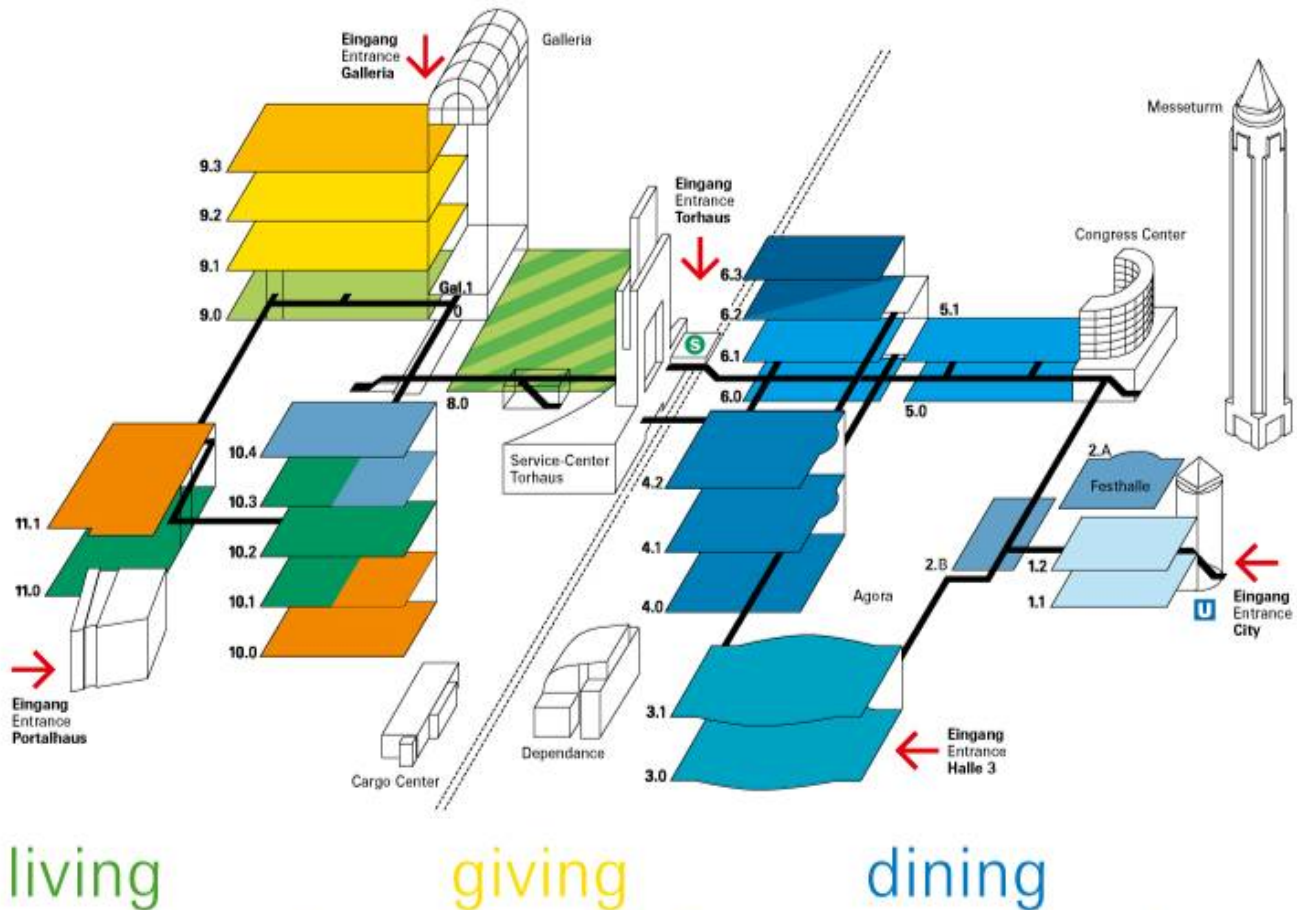 Eingang
Entrance
Galleria
Galleria
Messeturm
9.3
9.2
9.1
9.0
Gal.1
0
Eingang
Entrance
Torhaus
Congress Center
6.3
6.2
6.1
6.0
5.1
5.0
S
8.0
Service-Center
Torhaus
10.4
10.3
10.2
10.1
10.0
11.1
11.0
4.2
4.1
4.0
2.A
Festhalle
2.B
1.2
1.1
U
Agora
Eingang
Entrance
City
Eingang
Entrance
Portalhaus
Cargo Center
Dependance
3.1
3.0
Eingang
Entrance
Halle 3
living
giving
dining